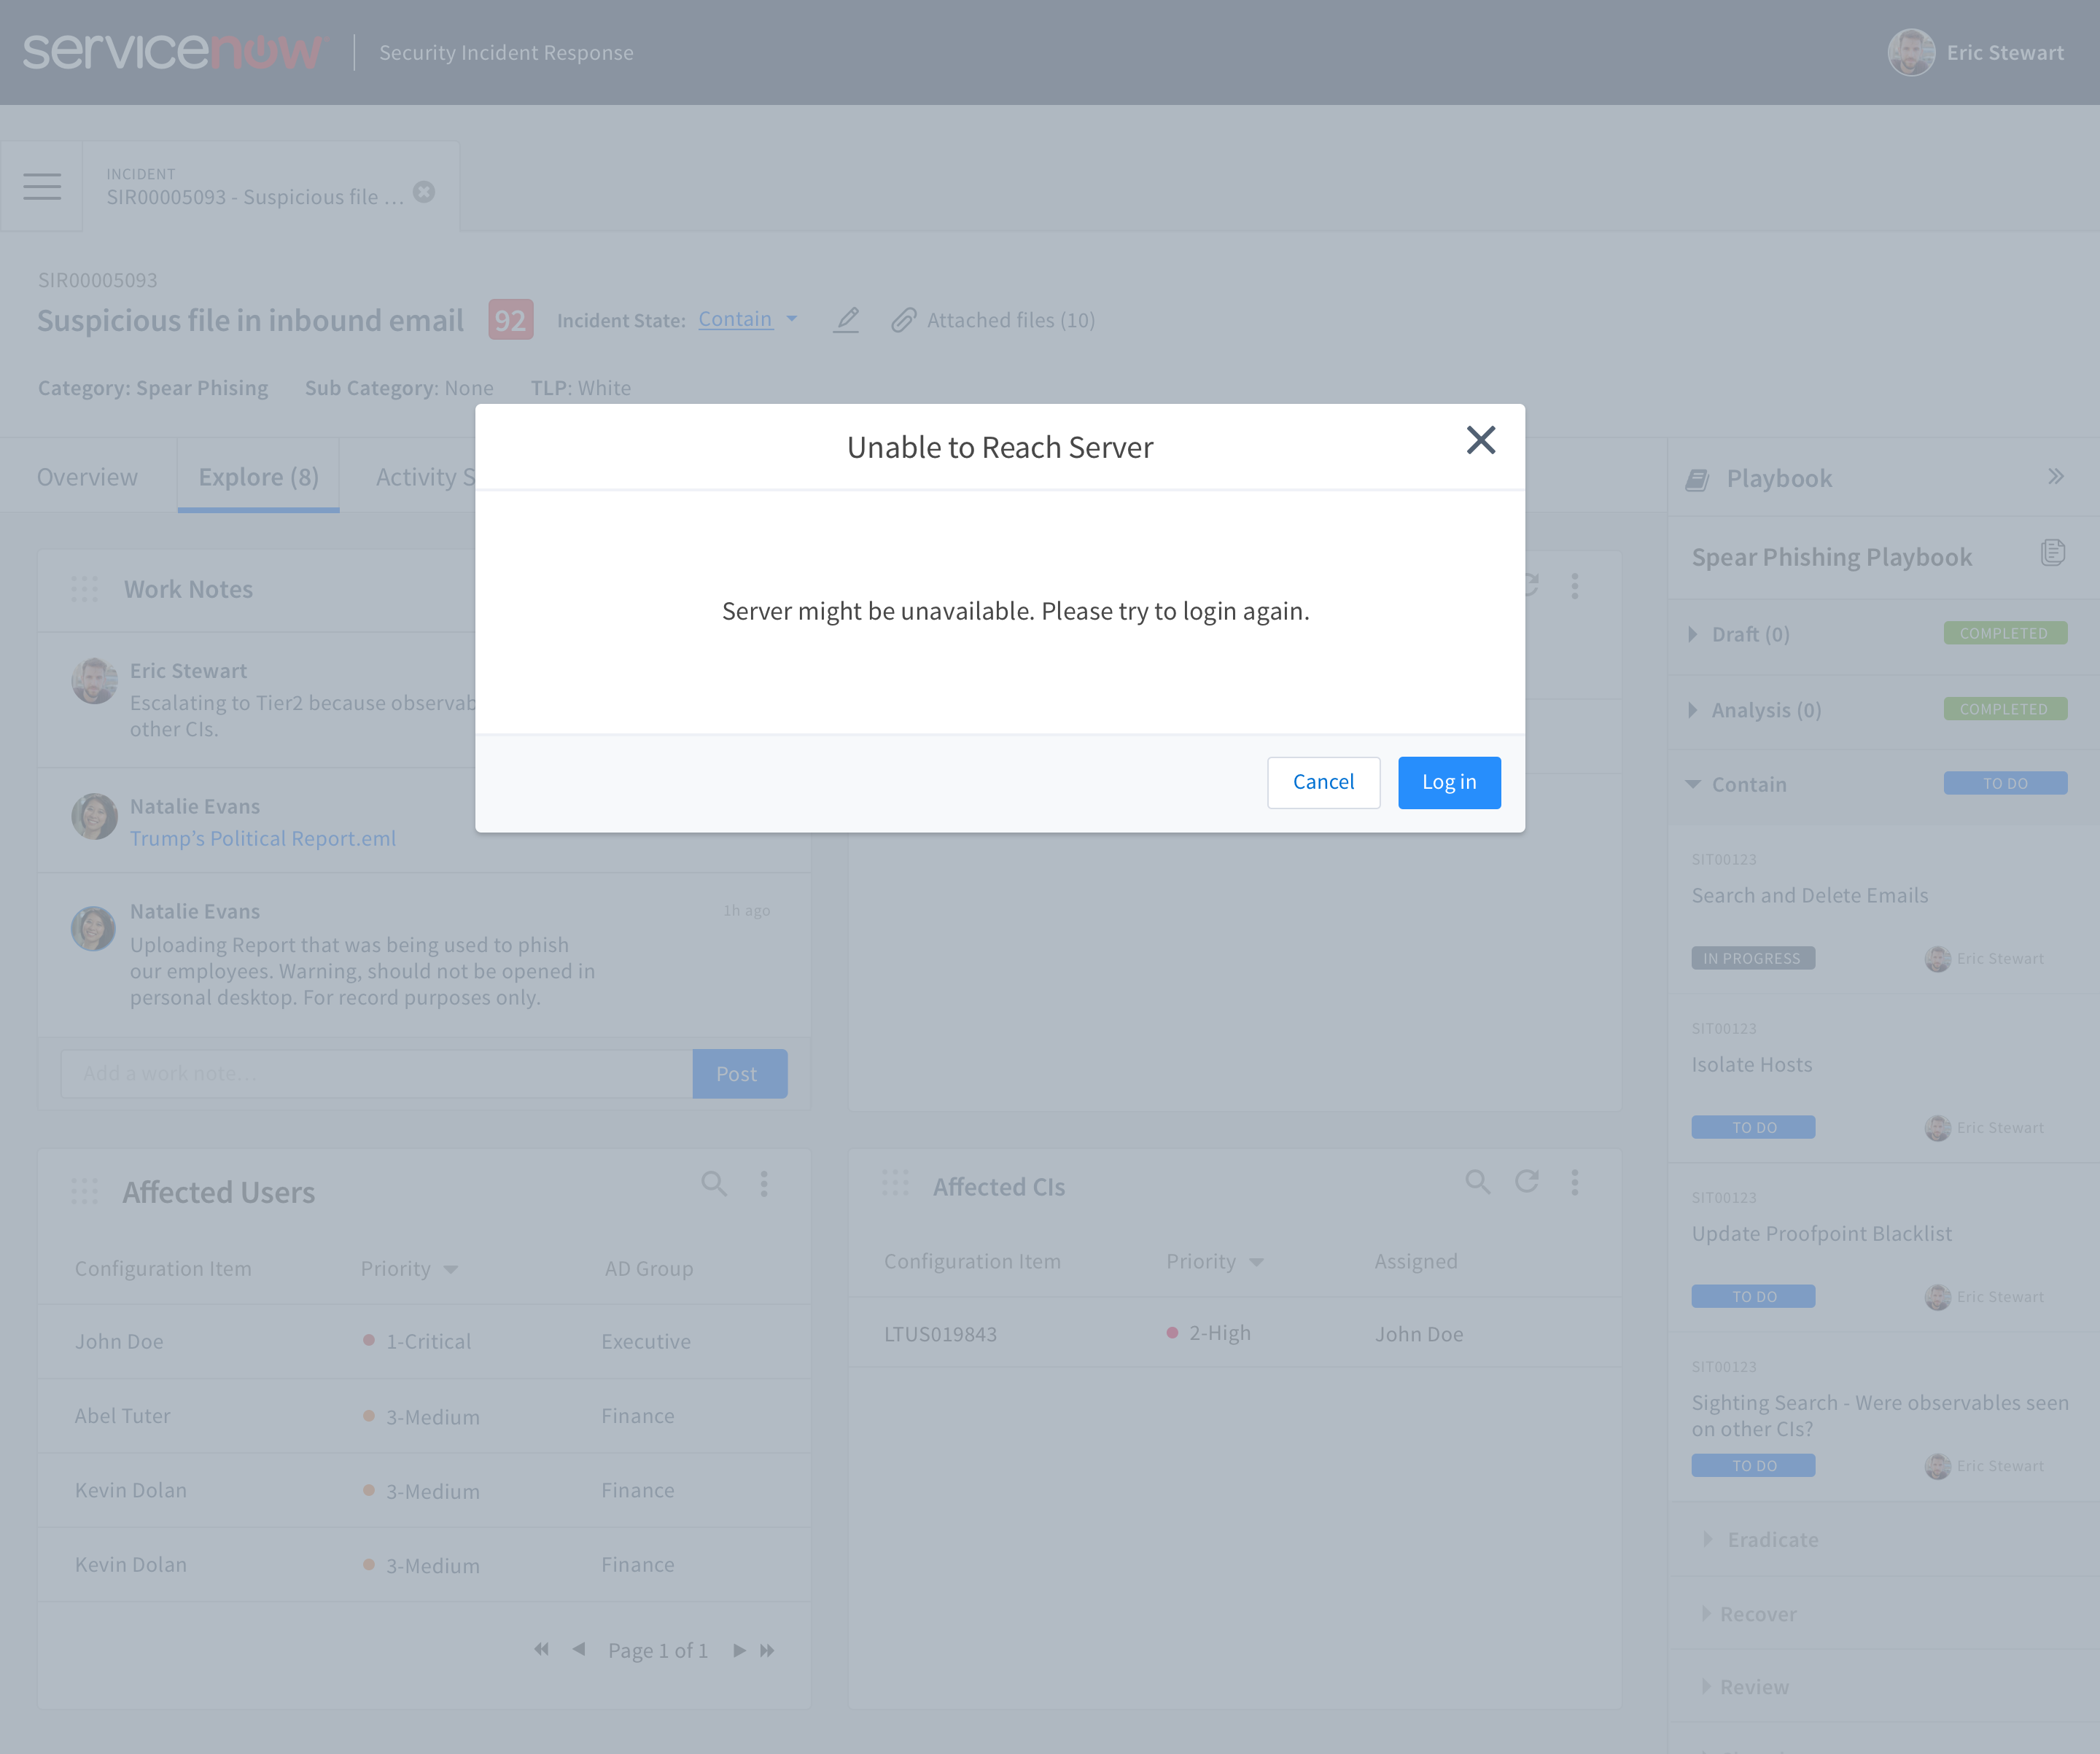 servicenow
Security Incident Response
Eric Stewart
INCIDENT
SIR00005093 - Suspicious file ...
SIR00005093
Suspicious file in inbound email
92
Incident State: Contain
Attached files (10)
Category: Spear Phising Sub Category: None TLP: White
Overview
Explore (8)
Activity S
Unable to Reach Server
Server might be unavailable. Please try to login again.
Cancel
Log in
Work Notes
Eric Stewart
Escalating to Tier2 because observab
other CIs.
Natalie Evans
Trump’s Political Report.eml
Natalie Evans
1h ago
Uploading Report that was being used to phish
our employees. Warning, should not be opened in
personal desktop. For record purposes only.
Add a work note...
Post
Affected Users
Configuration Item Priority AD Group
John Doe 1-Critical Executive
Abel Tuter 3-Medium Finance
Kevin Dolan 3-Medium Finance
Kevin Dolan 3-Medium Finance
Page 1 of 1
Affected CIs
Configuration Item Priority Assigned
LTUS019843 2-High John Doe
Playbook
Spear Phishing Playbook
Draft (0) COMPLETED
Analysis (0) COMPLETED
Contain TO DO
SIT00123
Search and Delete Emails
IN PROGRESS Eric Stewart
SIT00123
Isolate Hosts
TO DO Eric Stewart
SIT00123
Update Proofpoint Blacklist
TO DO Eric Stewart
SIT00123
Sighting Search - Were observables seen
on other CIs?
TO DO Eric Stewart
Eradicate
Recover
Review